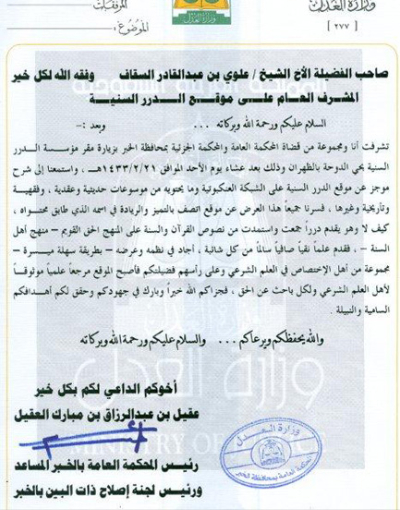 وزارة العدل
المرفقات
[ ٢٧٧ ]
الموضوع :
صاحب الفضيلة الأخ الشيخ / علوي بن عبدالقادر السقاف وفقه الله لكل خير
المشرف العام على موقع الدرر السنية
السلام عليكم ورحمة الله وبركاته ... وبعد :-
تشرفت أنا ومجموعة من قضاة المحكمة العامة والمحكمة الجزئية بمحافظة الخبر بزيارة مقر مؤسسة الدرر
السنية بحي الدوحة بالظهران وذلك بعد عشاء يوم الأحد الموافق ١٤٣٣/٢/٢١هـ ، واستمعنا إلى شرح
موجز عن موقع الدرر السنية على الشبكة العنكبوتية وما يحتويه من موسوعات حديثية وعقدية ، وفقهية
وتأريخية وغيرها ، فسرنا جميعاً هذا العرض عن موقع اتصف بالتميز والريادة في اسمه الذي طابق محتواه ،
كيف لا وهو يقدم درراً جمعت واستمدت من نصوص القرآن والسنة على المنهج الحق القويم – منهج أهل
السنة - ، فقدم علماً نقياً صافياً سالماً من كل شائبة ، أجاد في نظمه وعرضه – بطريقة سهلة ميسرة –
مجموعة من أهل الإختصاص في العلم الشرعي وعلى رأسهم فضيلتكم فأصبح الموقع مرجعاً علمياً موثوقاً
لأهل العلم الشرعي ولكل باحث عن الحق ، فجزاكم الله خيراً وبارك في جهودكم وحقق لكم أهدافكم
السامية والنبيلة .
والله يحفظكم ويرعاكم ... والسلام عليكم ورحمة الله وبركاته
أخوكم الداعي لكم بكل خير
عقيل بن عبدالرزاق بن مبارك العقيل
رئيس المحكمة العامة بالخبر المساعد
ورئيس لجنة إصلاح ذات البين بالخبر
وزارة العدل
المحكمة العامة بمحافظة الخبر
وزارة العدل
MINISTRY OF